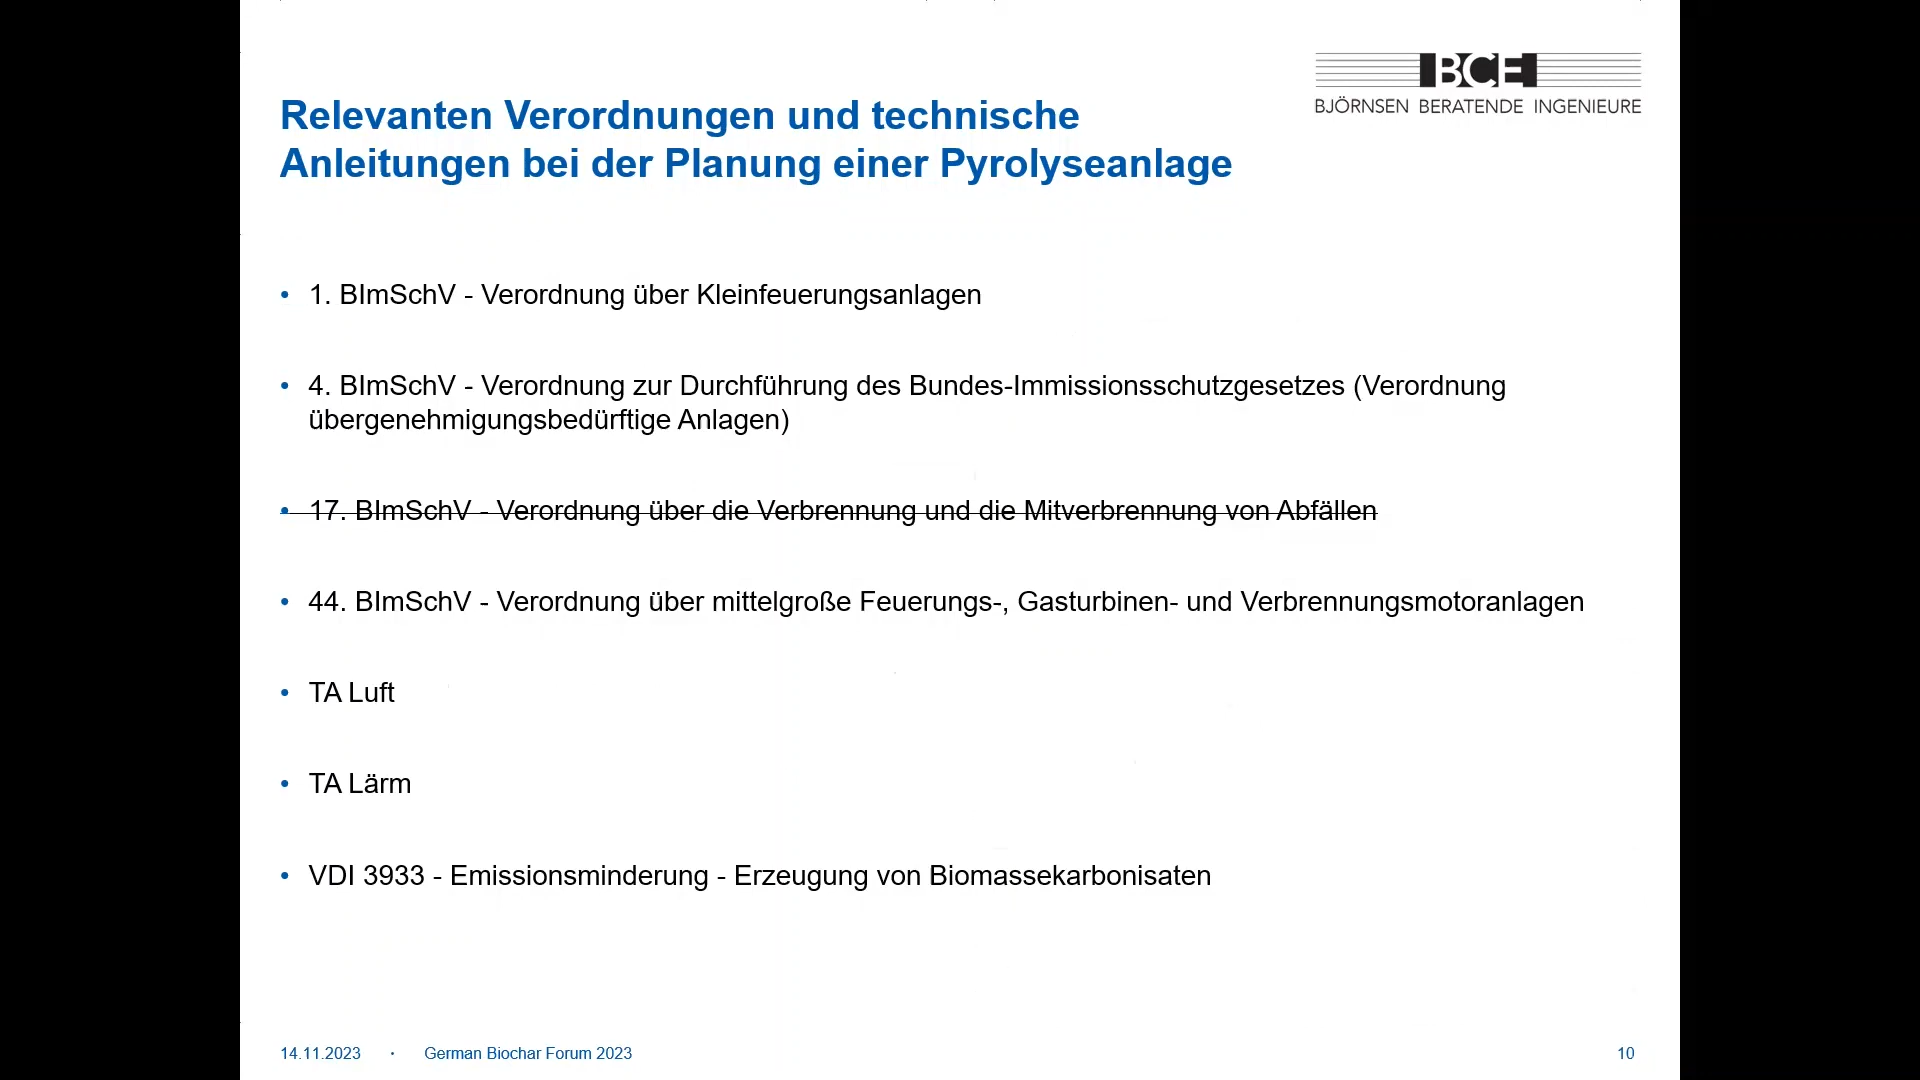 BCE
BJÖRNSEN BERATENDE INGENIEURE
Relevanten Verordnungen und technische
Anleitungen bei der Planung einer Pyrolyseanlage
• 1. BImSchV - Verordnung über Kleinfeuerungsanlagen
• 4. BImSchV - Verordnung zur Durchführung des Bundes-Immissionsschutzgesetzes (Verordnung
übergenehmigungsbedürftige Anlagen)
• 17. BImSchV - Verordnung über die Verbrennung und die Mitverbrennung von Abfällen
• 44. BImSchV - Verordnung über mittelgroße Feuerungs-, Gasturbinen- und Verbrennungsmotoranlagen
• TA Luft
• TA Lärm
• VDI 3933 - Emissionsminderung - Erzeugung von Biomassekarbonisaten
14.11.2023 • German Biochar Forum 2023 10